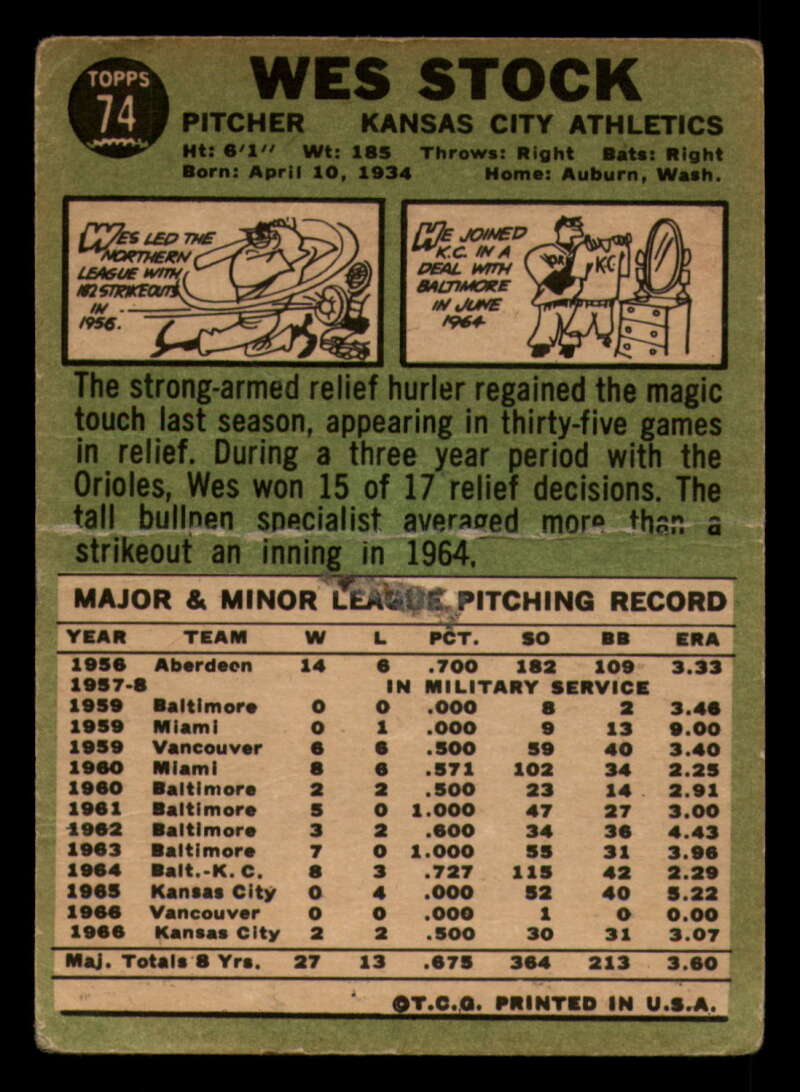 TOPPS
74
WES STOCK
PITCHER KANSAS CITY ATHLETICS
Ht: 6'1" Wt: 185 Throws: Right Bats: Right
Born: April 10, 1934 Home: Auburn, Wash.
WES LED THE
NORTHERN
LEAGUE WITH
182 STRIKEOUTS
IN
1956.
HE JOINED
K.C. IN A
DEAL WITH
BALTIMORE
IN JUNE
1964
OR
K-C
The strong-armed relief hurler regained the magic
touch last season, appearing in thirty-five games
in relief. During a three year period with the
Orioles, Wes won 15 of 17 relief decisions. The
tall bullpen specialist averaged more than a
strikeout an inning in 1964.
MAJOR & MINOR LEAGUE PITCHING RECORD
YEAR TEAM W L PCT. SO BB ERA
1956 Aberdeen 14 6 .700 182 109 3.33
1957-8 IN MILITARY SERVICE
1959 Baltimore 0 0 .000 8 2 3.46
1959 Miami 0 1 .000 9 13 9.00
1959 Vancouver 6 6 .500 59 40 3.40
1960 Miami 8 6 .571 102 34 2.25
1960 Baltimore 2 2 .500 23 14 2.91
1961 Baltimore 5 0 1.000 47 27 3.00
1962 Baltimore 3 2 .600 34 36 4.43
1963 Baltimore 7 0 1.000 55 31 3.96
1964 Balt.-K.C. 8 3 .727 115 42 2.29
1965 Kansas City 0 4 .000 52 40 5.22
1966 Vancouver 0 0 .000 1 0 0.00
1966 Kansas City 2 2 .500 30 31 3.07
Maj. Totals 8 Yrs. 27 13 .675 364 213 3.60
©T.C.G. PRINTED IN U.S.A.